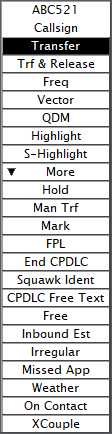 ABC521
Callsign
Transfer
Trf & Release
Freq
Vector
QDM
Highlight
S-Highlight
More
Hold
Man Trf
Mark
FPL
End CPDLC
Squawk Ident
CPDLC Free Text
Free
Inbound Est
Irregular
Missed App
Weather
On Contact
XCouple